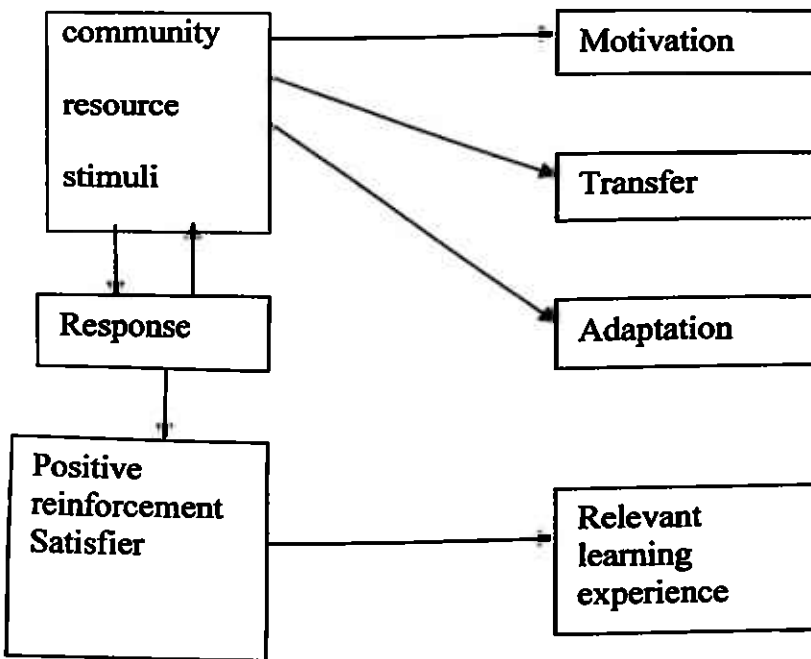 community
resource
stimuli
Motivation
Transfer
Adaptation
Response
Positive
reinforcement
Satisfier
Relevant
learning
experience